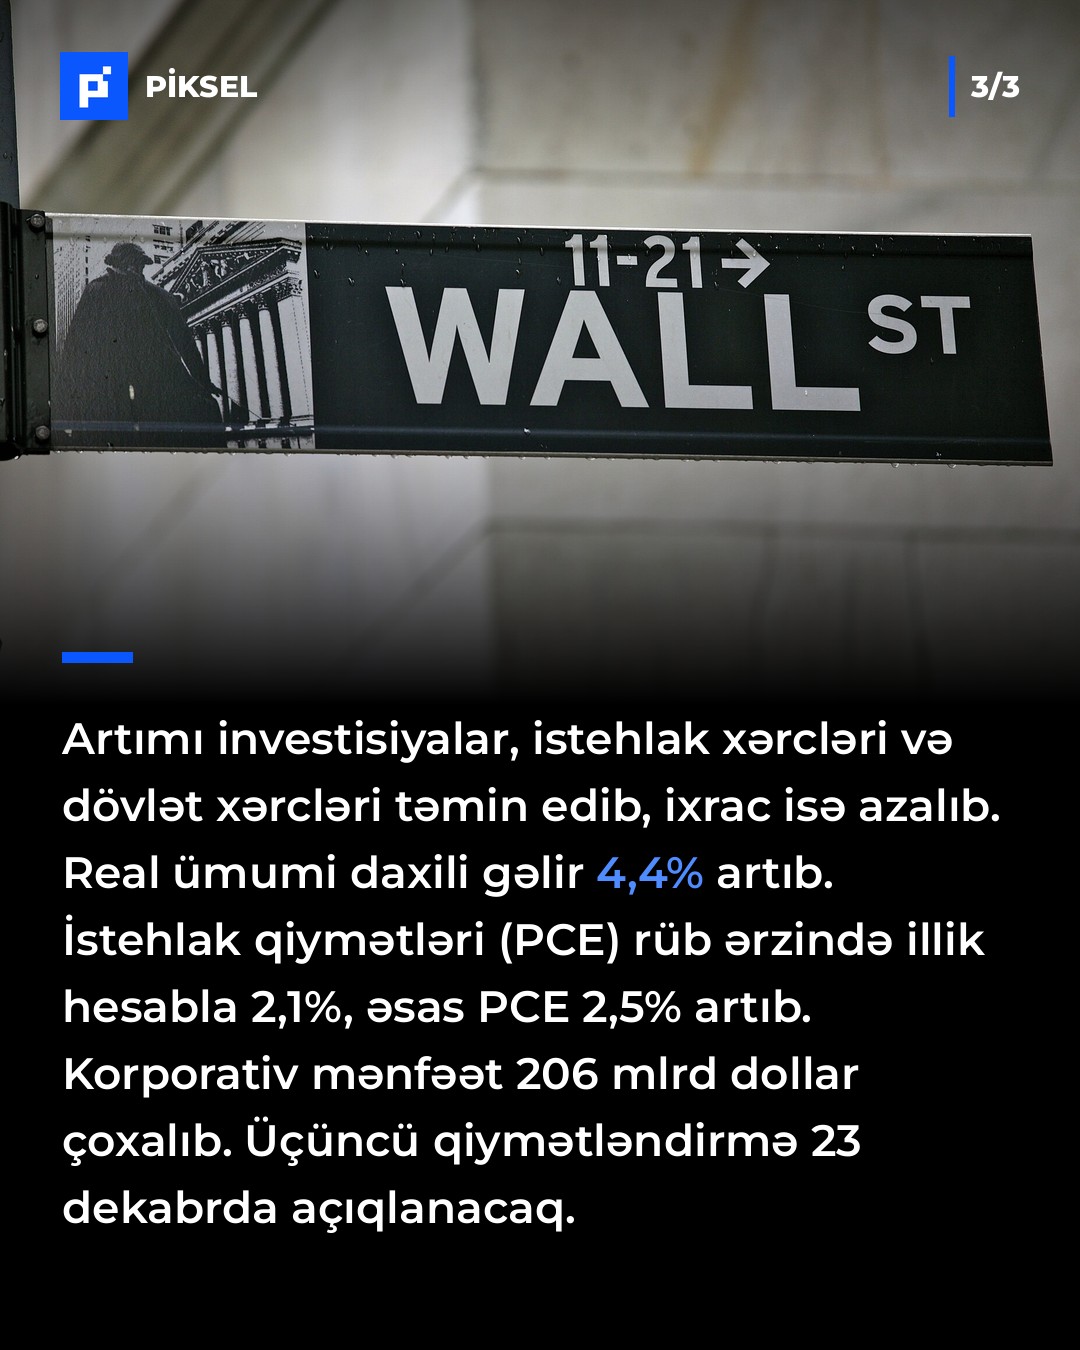 PİKSEL
3/3
11-21 →
WALL ST
Artımı investisiyalar, istehlak xərcləri və
dövlət xərcləri təmin edib, ixrac isə azalıb.
Real ümumi daxili gəlir 4,4% artıb.
İstehlak qiymətləri (PCE) rüb ərzində illik
hesabla 2,1%, əsas PCE 2,5% artıb.
Korporativ mənfəət 206 mlrd dollar
çoxalıb. Üçüncü qiymətləndirmə 23
dekabrda açıqlanacaq.